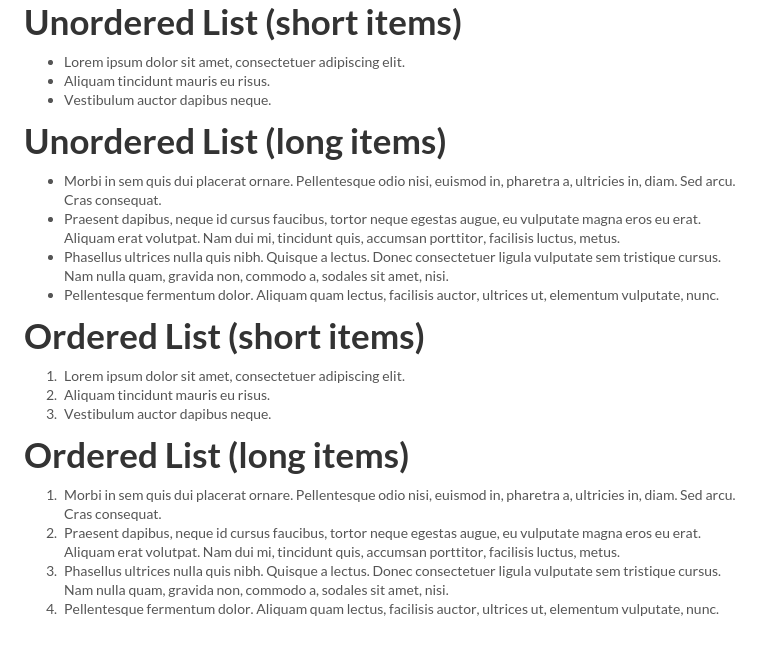 Unordered List (short items)
• Lorem ipsum dolor sit amet, consectetuer adipiscing elit.
• Aliquam tincidunt mauris eu risus.
• Vestibulum auctor dapibus neque.
Unordered List (long items)
• Morbi in sem quis dui placerat ornare. Pellentesque odio nisi, euismod in, pharetra a, ultricies in, diam. Sed arcu.
Cras consequat.
• Praesent dapibus, neque id cursus faucibus, tortor neque egestas augue, eu vulputate magna eros eu erat.
Aliquam erat volutpat. Nam dui mi, tincidunt quis, accumsan porttitor, facilisis luctus, metus.
• Phasellus ultrices nulla quis nibh. Quisque a lectus. Donec consectetuer ligula vulputate sem tristique cursus.
Nam nulla quam, gravida non, commodo a, sodales sit amet, nisi.
• Pellentesque fermentum dolor. Aliquam quam lectus, facilisis auctor, ultrices ut, elementum vulputate, nunc.
Ordered List (short items)
1. Lorem ipsum dolor sit amet, consectetuer adipiscing elit.
2. Aliquam tincidunt mauris eu risus.
3. Vestibulum auctor dapibus neque.
Ordered List (long items)
1. Morbi in sem quis dui placerat ornare. Pellentesque odio nisi, euismod in, pharetra a, ultricies in, diam. Sed arcu.
Cras consequat.
2. Praesent dapibus, neque id cursus faucibus, tortor neque egestas augue, eu vulputate magna eros eu erat.
Aliquam erat volutpat. Nam dui mi, tincidunt quis, accumsan porttitor, facilisis luctus, metus.
3. Phasellus ultrices nulla quis nibh. Quisque a lectus. Donec consectetuer ligula vulputate sem tristique cursus.
Nam nulla quam, gravida non, commodo a, sodales sit amet, nisi.
4. Pellentesque fermentum dolor. Aliquam quam lectus, facilisis auctor, ultrices ut, elementum vulputate, nunc.